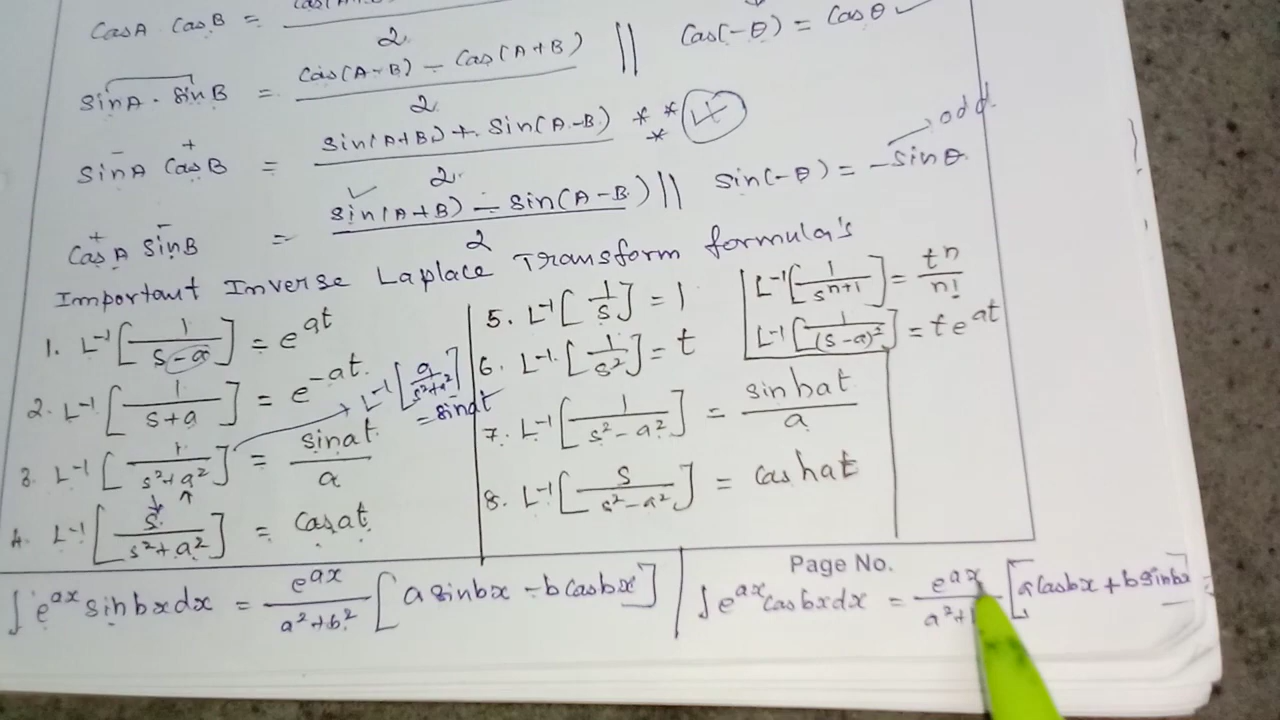 CosA CosB = 2
SinA · SinB = Cos(A-B) - Cos(A+B) / 2 || Cos(-θ) = Cosθ ✓
- + SinA CosB = Sin(A+B) + Sin(A-B) / 2 * * * +
+ - CosA SinB = ✓ Sin(A+B) - Sin(A-B) / 2 || Sin(-θ) = -Sinθ → odd
Important Inverse Laplace Transform formula's
1. L⁻¹[1/(s-a)] = e^at
2. L⁻¹[1/(s+a)] = e^-at.
3. L⁻¹[1/(s²+a²)] = Sinat/a
→ L⁻¹[a/(s²+a²)] = Sinat
4. L⁻¹[s/(s²+a²)] = Cosat
5. L⁻¹[1/s] = 1
6. L⁻¹[1/s²] = t
7. L⁻¹[1/(s²-a²)] = Sinhat/a
8. L⁻¹[s/(s²-a²)] = Coshat
L⁻¹[1/s^(n+1)] = t^n/n!
L⁻¹[1/(s-a)²] = te^at
Page No.
∫e^ax Sinbx dx = e^ax/(a²+b²) [a Sinbx - b Cosbx]
∫e^ax Cosbx dx = e^ax/a²+ [a Cosbx + b Sinbx]